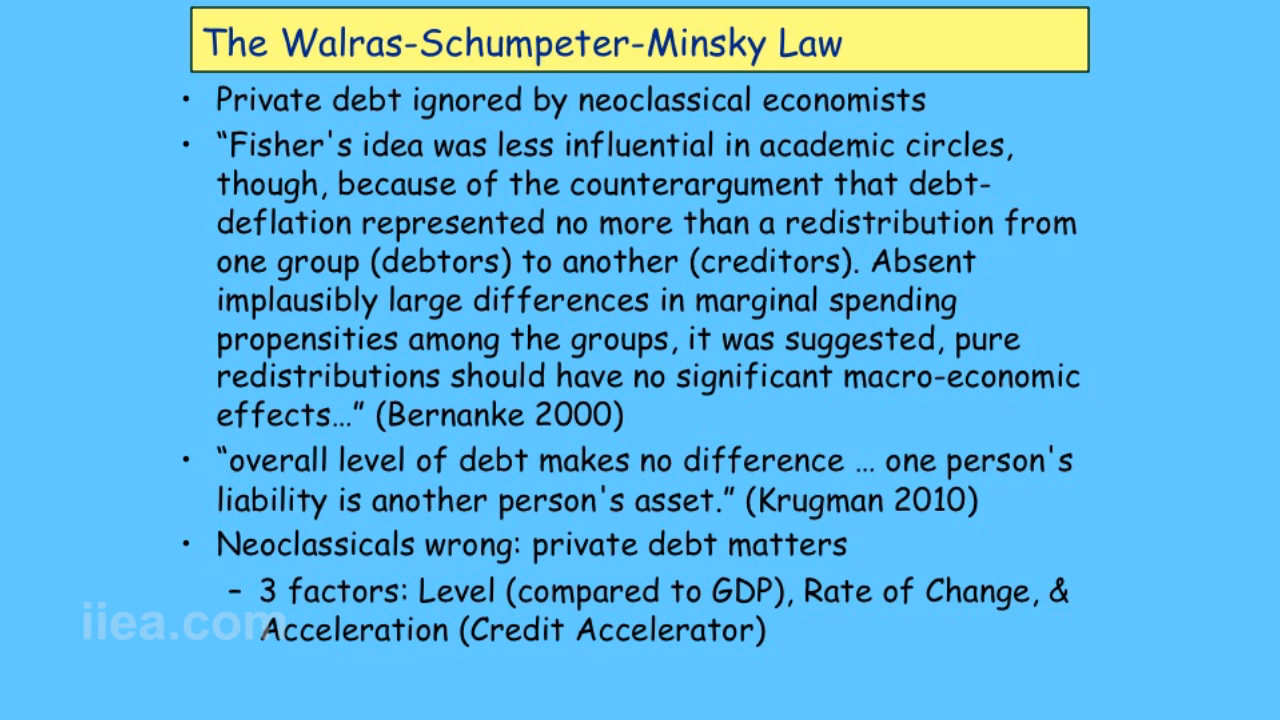 The Walras-Schumpeter-Minsky Law
• Private debt ignored by neoclassical economists
• “Fisher's idea was less influential in academic circles,
though, because of the counterargument that debt-
deflation represented no more than a redistribution from
one group (debtors) to another (creditors). Absent
implausibly large differences in marginal spending
propensities among the groups, it was suggested, pure
redistributions should have no significant macro-economic
effects…” (Bernanke 2000)
• “overall level of debt makes no difference … one person's
liability is another person's asset.” (Krugman 2010)
• Neoclassicals wrong: private debt matters
– 3 factors: Level (compared to GDP), Rate of Change, &
Acceleration (Credit Accelerator)
iiea.com